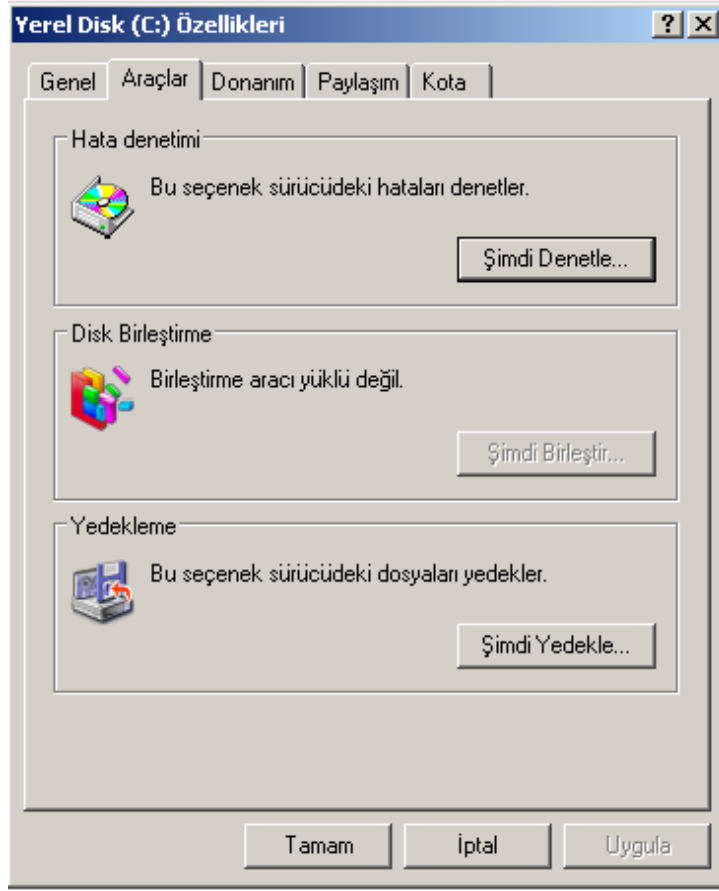 Yerel Disk (C:) Özellikleri
Genel Araçlar Donanım Paylaşım Kota
Hata denetimi
Bu seçenek sürücüdeki hataları denetler.
Şimdi Denetle...
Disk Birleştirme
Birleştirme aracı yüklü değil.
Şimdi Birleştir...
Yedekleme
Bu seçenek sürücüdeki dosyaları yedekler.
Şimdi Yedekle...
Tamam İptal Uygula